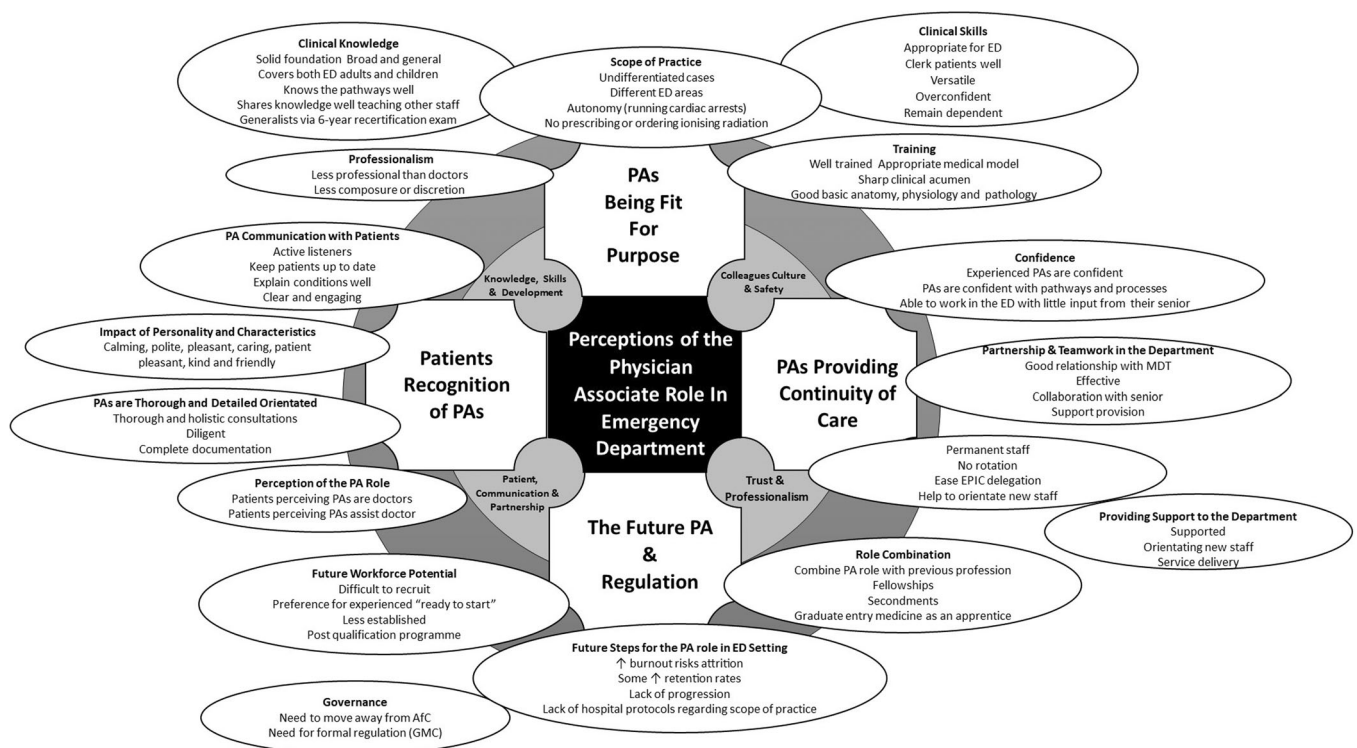 Clinical Knowledge
Solid foundation Broad and general
Covers both ED adults and children
Knows the pathways well
Shares knowledge well teaching other staff
Generalists via 6-year recertification exam
Scope of Practice
Undifferentiated cases
Different ED areas
Autonomy (running cardiac arrests)
No prescribing or ordering ionising radiation
Clinical Skills
Appropriate for ED
Clerk patients well
Versatile
Overconfident
Remain dependent
Professionalism
Less professional than doctors
Less composure or discretion
PAs
Being Fit
For
Purpose
Training
Well trained Appropriate medical model
Sharp clinical acumen
Good basic anatomy, physiology and pathology
PA Communication with Patients
Active listeners
Keep patients up to date
Explain conditions well
Clear and engaging
Knowledge, Skills
& Development
Colleagues Culture
& Safety
Confidence
Experienced PAs are confident
PAs are confident with pathways and processes
Able to work in the ED with little input from their senior
Impact of Personality and Characteristics
Calming, polite, pleasant, caring, patient
pleasant, kind and friendly
Patients
Recognition
of PAs
Perceptions of the
Physician
Associate Role In
Emergency
Department
PAs Providing
Continuity of
Care
Partnership & Teamwork in the Department
Good relationship with MDT
Effective
Collaboration with senior
Support provision
PAs are Thorough and Detailed Orientated
Thorough and holistic consultations
Diligent
Complete documentation
Permanent staff
No rotation
Ease EPIC delegation
Help to orientate new staff
Perception of the PA Role
Patients perceiving PAs are doctors
Patients perceiving PAs assist doctor
Patient,
Communication &
Partnership
Trust &
Professionalism
Providing Support to the Department
Supported
Orientating new staff
Service delivery
The Future PA
&
Regulation
Role Combination
Combine PA role with previous profession
Fellowships
Secondments
Graduate entry medicine as an apprentice
Future Workforce Potential
Difficult to recruit
Preference for experienced “ready to start”
Less established
Post qualification programme
Future Steps for the PA role in ED Setting
↑ burnout risks attrition
Some ↑ retention rates
Lack of progression
Lack of hospital protocols regarding scope of practice
Governance
Need to move away from AfC
Need for formal regulation (GMC)